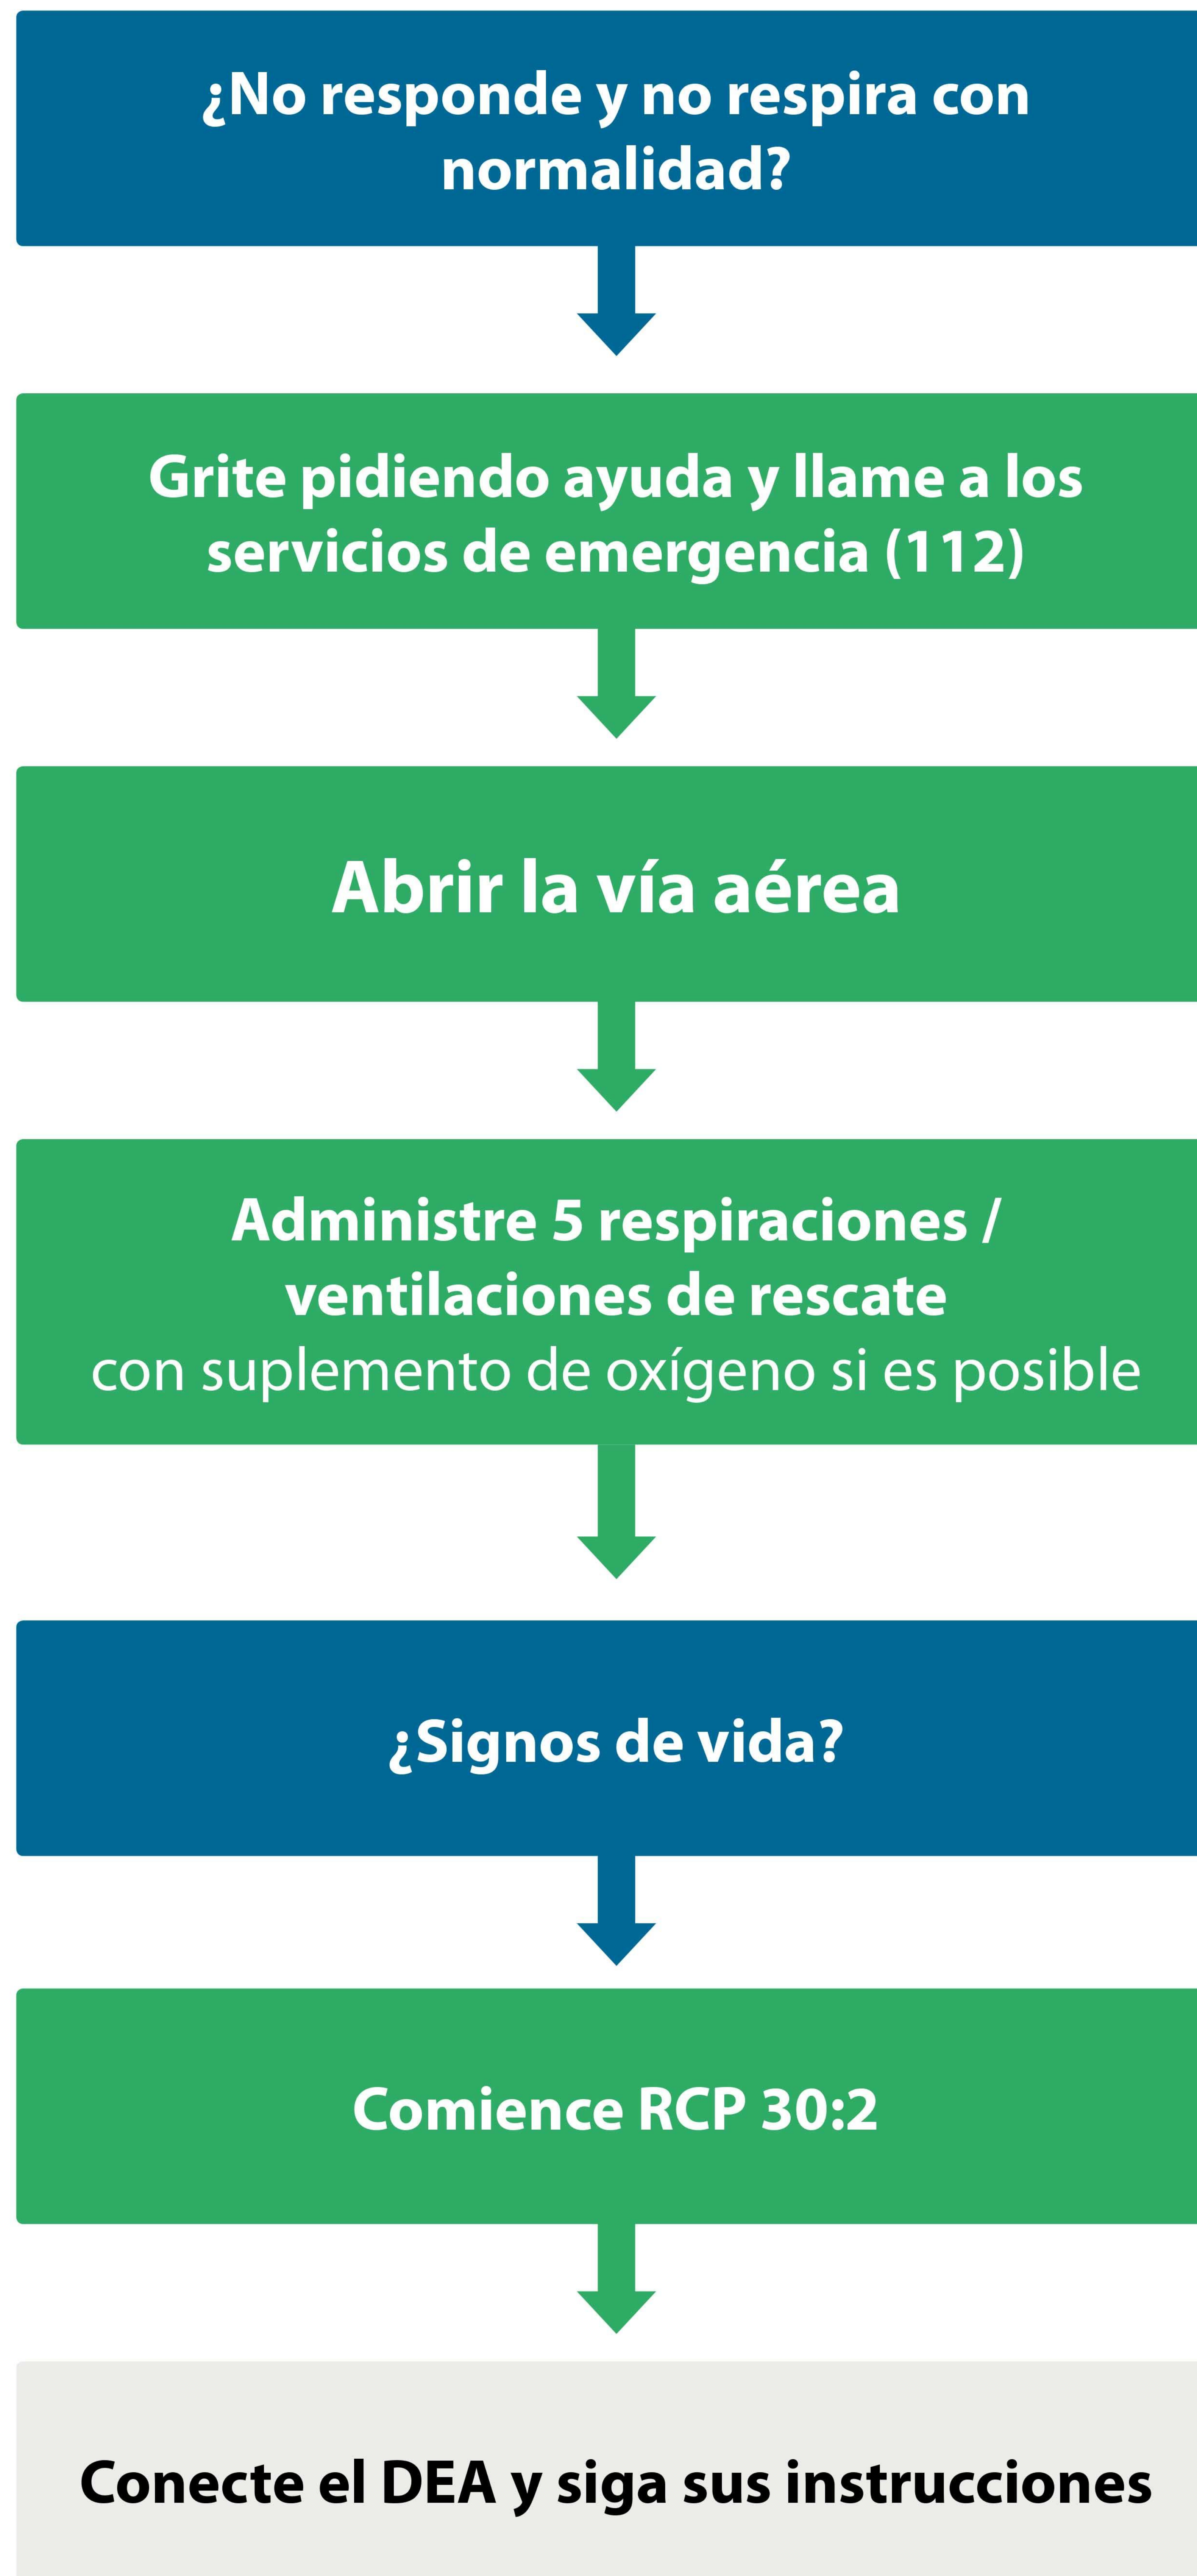 ¿No responde y no respira con
normalidad?
Grite pidiendo ayuda y llame a los
servicios de emergencia (112)
Abrir la vía aérea
Administre 5 respiraciones /
ventilaciones de rescate
con suplemento de oxígeno si es posible
¿Signos de vida?
Comience RCP 30:2
Conecte el DEA y siga sus instrucciones